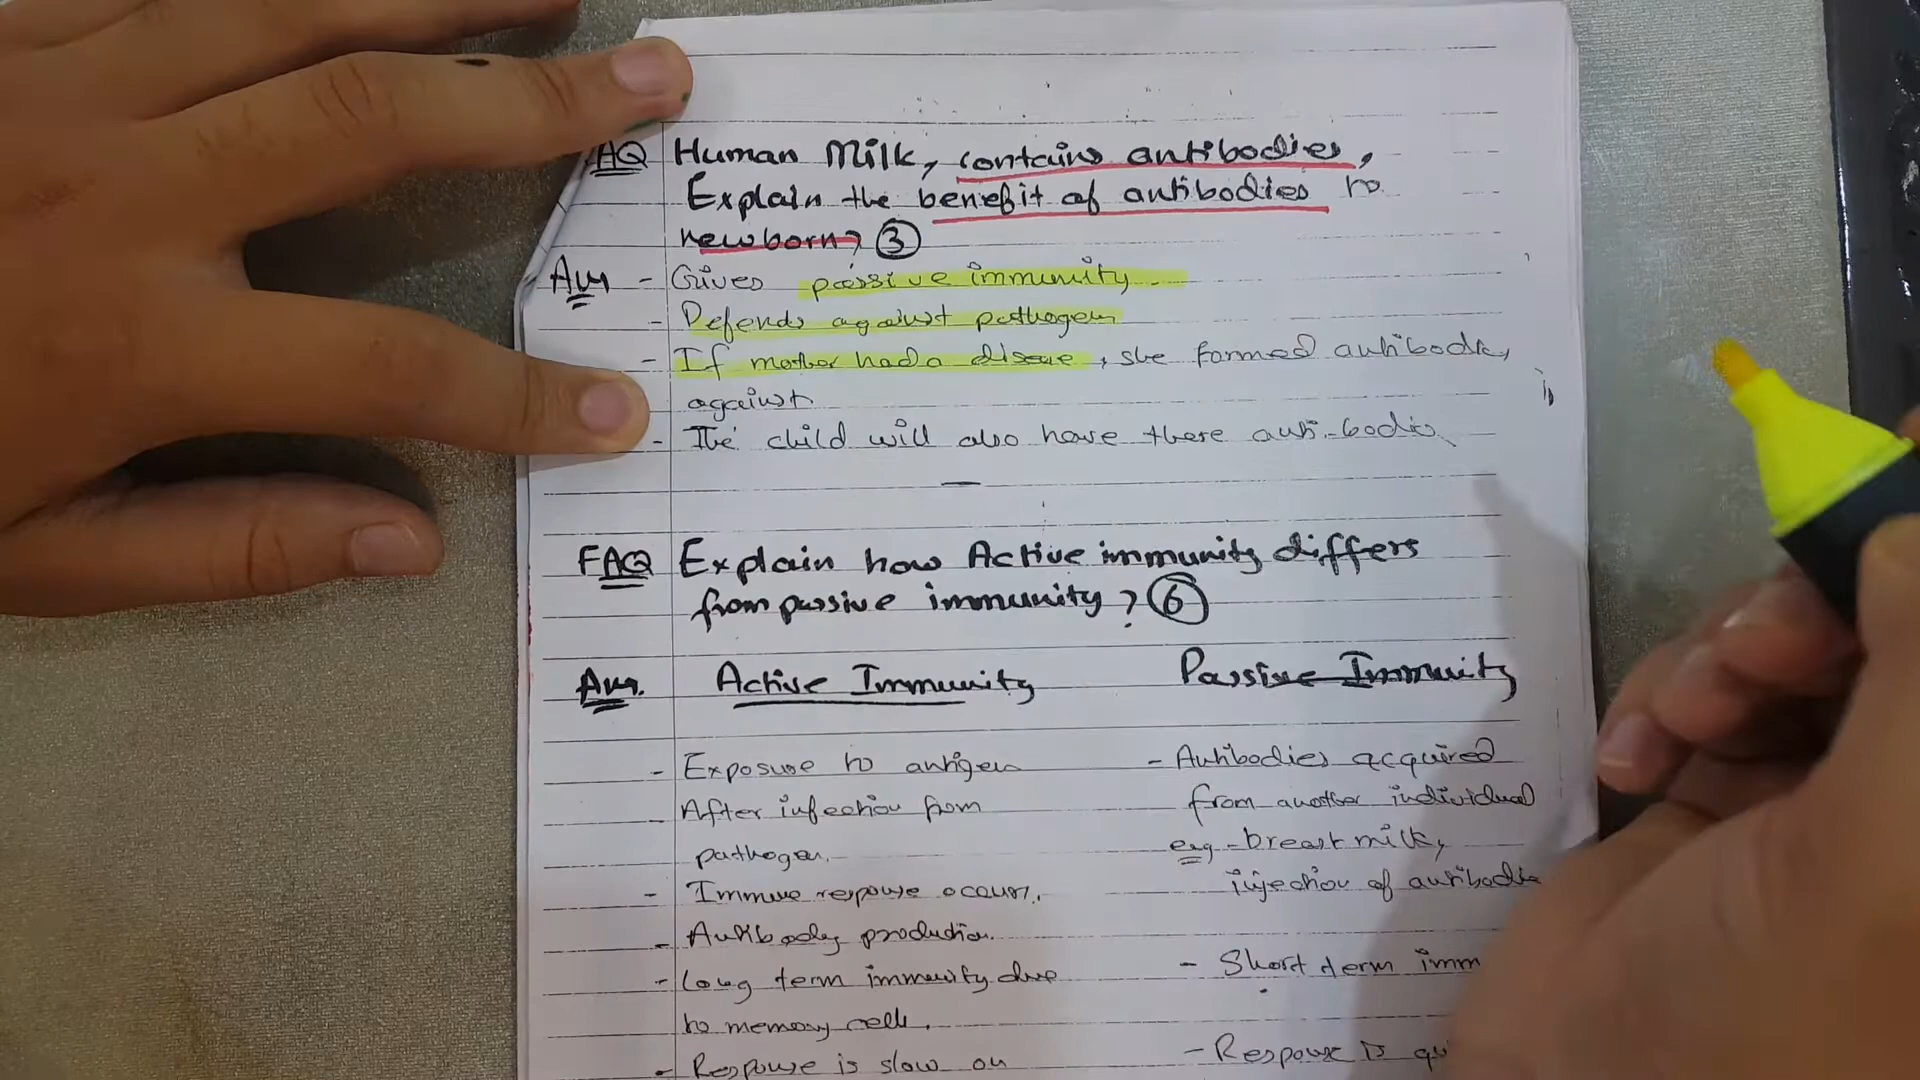 AQ Human Milk, contains antibodies,
Explain the benefit of antibodies to
newborn? 3
Ans - Gives passive immunity.
- Defends against pathogen
- If mother had a disease, she formed antibodies,
against
- The child will also have these anti-bodies
FAQ Explain how Active immunity differs
from passive immunity? 6
Ans. Active Immunity Passive Immunity
- Exposure to antigen
After infection from
pathogen.
- Immune response occurs.
- Antibody production.
- Long term immunity due
to memory cells.
- Response is slow on
- Antibodies acquired
from another individual
eg - breast milk,
injection of antibodies
- Short term imm
- Response is qu